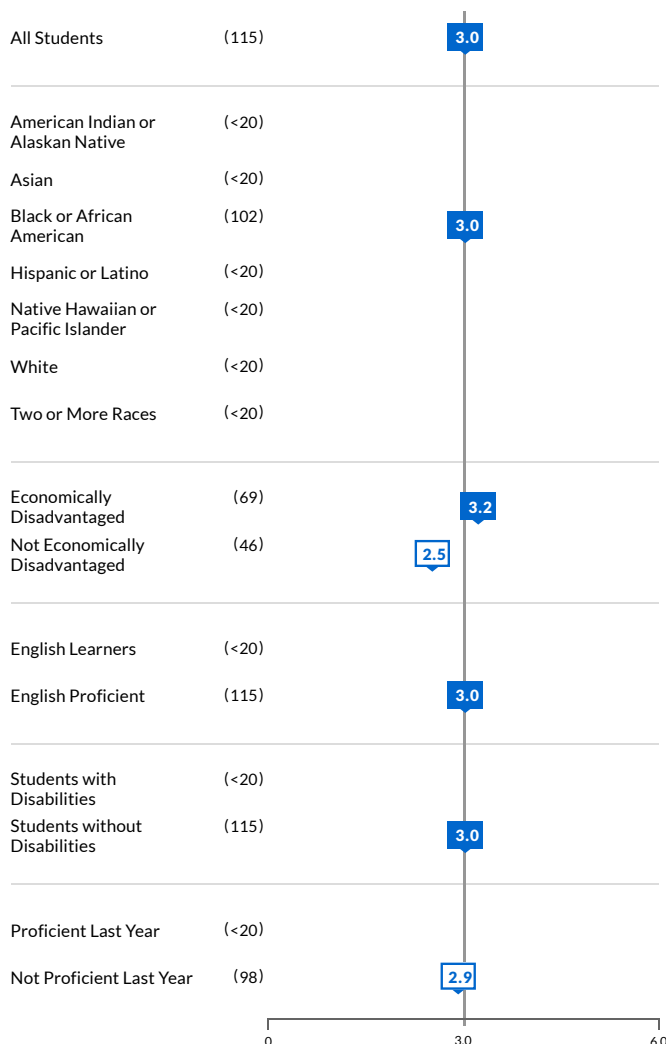 All Students (115) 3.0
American Indian or (<20)
Alaskan Native
Asian (<20)
Black or African (102) 3.0
American
Hispanic or Latino (<20)
Native Hawaiian or (<20)
Pacific Islander
White (<20)
Two or More Races (<20)
Economically (69) 3.2
Disadvantaged
Not Economically (46) 2.5
Disadvantaged
English Learners (<20)
English Proficient (115) 3.0
Students with (<20)
Disabilities
Students without (115) 3.0
Disabilities
Proficient Last Year (<20)
Not Proficient Last Year (98) 2.9
0 3.0 6.0